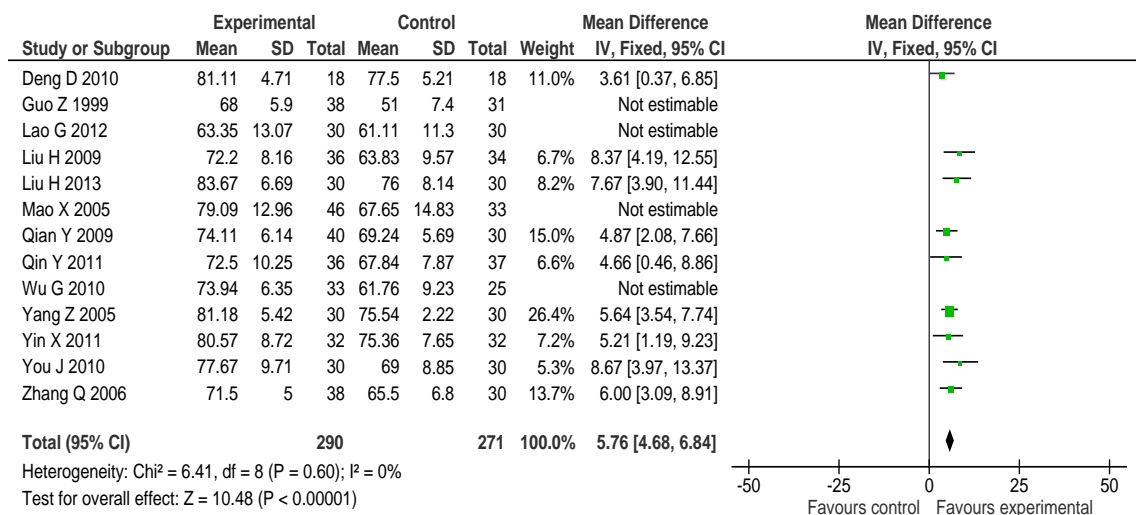 Experimental Control Mean Difference Mean Difference
Study or Subgroup Mean SD Total Mean SD Total Weight IV, Fixed, 95% CI IV, Fixed, 95% CI
Deng D 2010 81.11 4.71 18 77.5 5.21 18 11.0% 3.61 [0.37, 6.85]
Guo Z 1999 68 5.9 38 51 7.4 31 Not estimable
Lao G 2012 63.35 13.07 30 61.11 11.3 30 Not estimable
Liu H 2009 72.2 8.16 36 63.83 9.57 34 6.7% 8.37 [4.19, 12.55]
Liu H 2013 83.67 6.69 30 76 8.14 30 8.2% 7.67 [3.90, 11.44]
Mao X 2005 79.09 12.96 46 67.65 14.83 33 Not estimable
Qian Y 2009 74.11 6.14 40 69.24 5.69 30 15.0% 4.87 [2.08, 7.66]
Qin Y 2011 72.5 10.25 36 67.84 7.87 37 6.6% 4.66 [0.46, 8.86]
Wu G 2010 73.94 6.35 33 61.76 9.23 25 Not estimable
Yang Z 2005 81.18 5.42 30 75.54 2.22 30 26.4% 5.64 [3.54, 7.74]
Yin X 2011 80.57 8.72 32 75.36 7.65 32 7.2% 5.21 [1.19, 9.23]
You J 2010 77.67 9.71 30 69 8.85 30 5.3% 8.67 [3.97, 13.37]
Zhang Q 2006 71.5 5 38 65.5 6.8 30 13.7% 6.00 [3.09, 8.91]
Total (95% CI) 290 271 100.0% 5.76 [4.68, 6.84]
Heterogeneity: Chi² = 6.41, df = 8 (P = 0.60); I² = 0%
Test for overall effect: Z = 10.48 (P < 0.00001)
-50 -25 0 25 50
Favours control Favours experimental